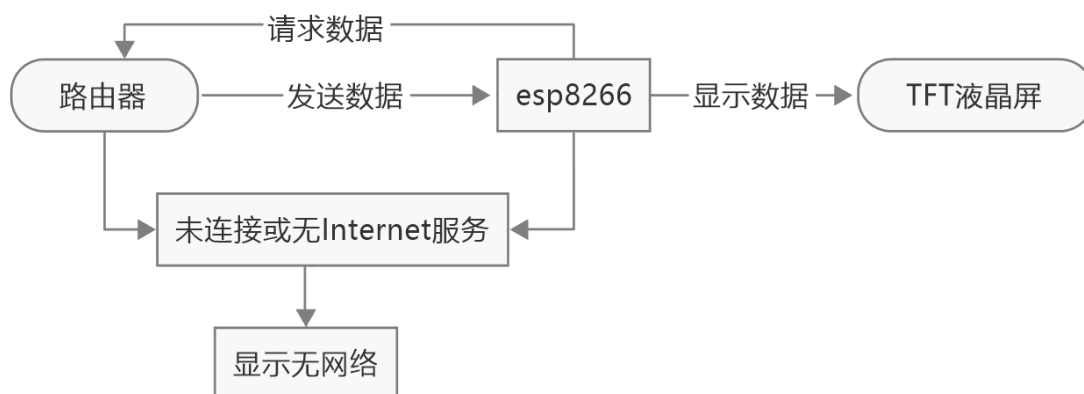 请求数据
路由器
发送数据
esp8266
显示数据
TFT液晶屏
未连接或无Internet服务
显示无网络